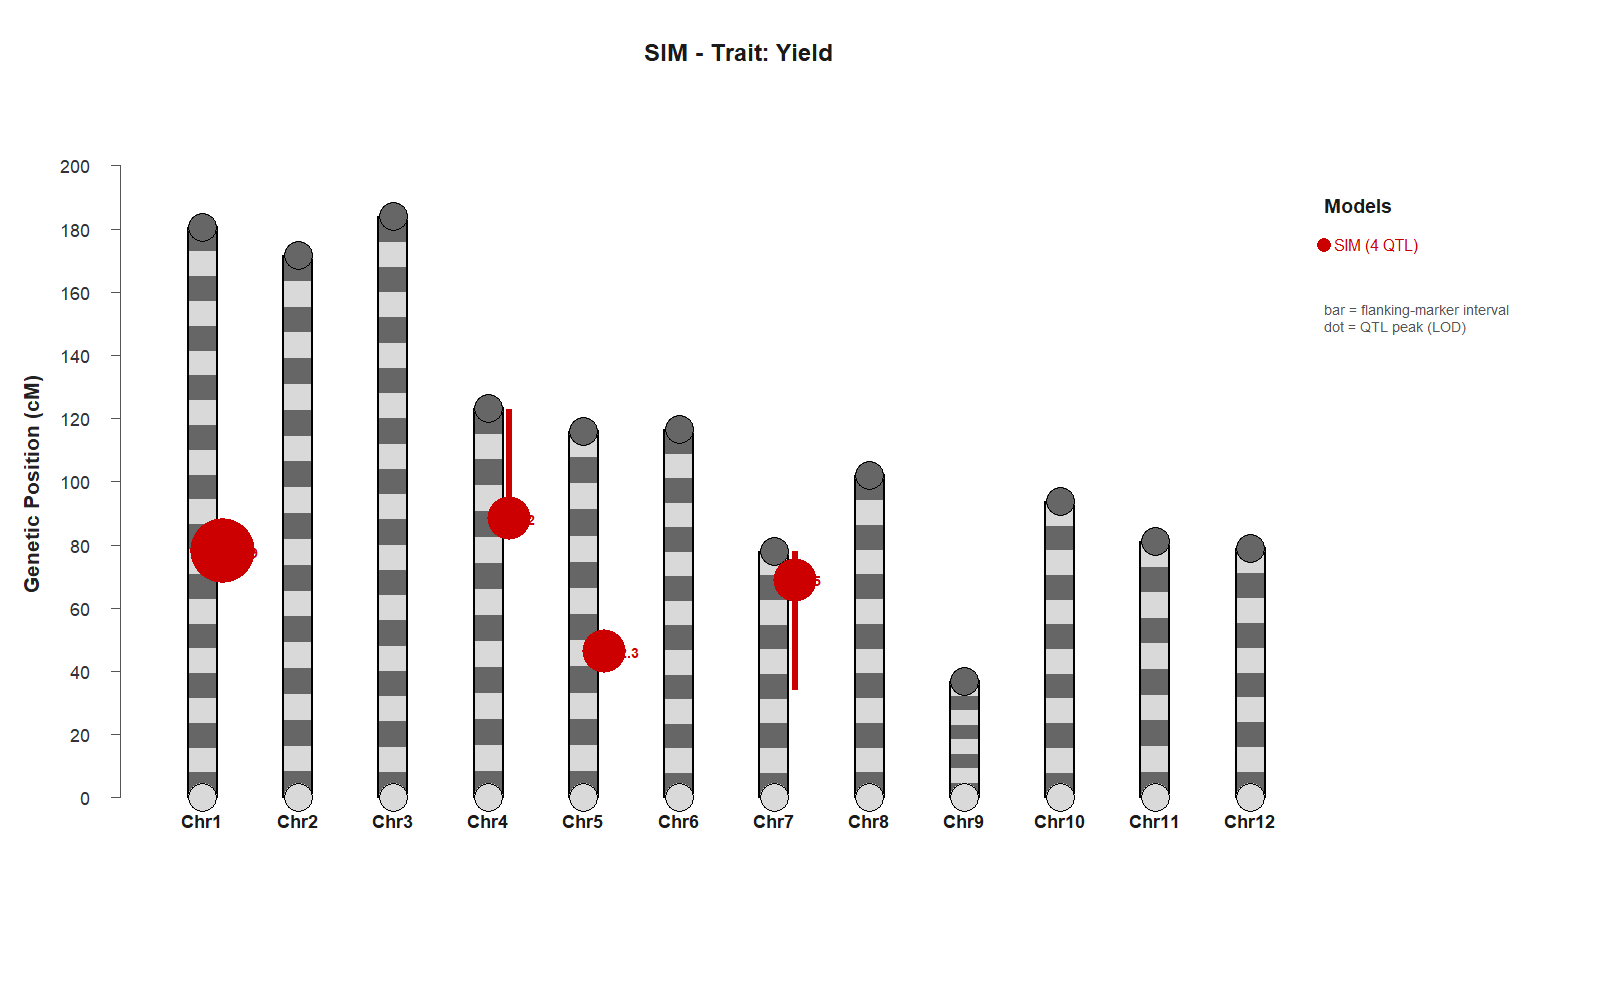 SIM - Trait: Yield
Genetic Position (cM)
200
180
160
140
120
100
80
60
40
20
0
Chr1
Chr2
Chr3
Chr4
Chr5
Chr6
Chr7
Chr8
Chr9
Chr10
Chr11
Chr12
Models
SIM (4 QTL)
bar = flanking-marker interval
dot = QTL peak (LOD)